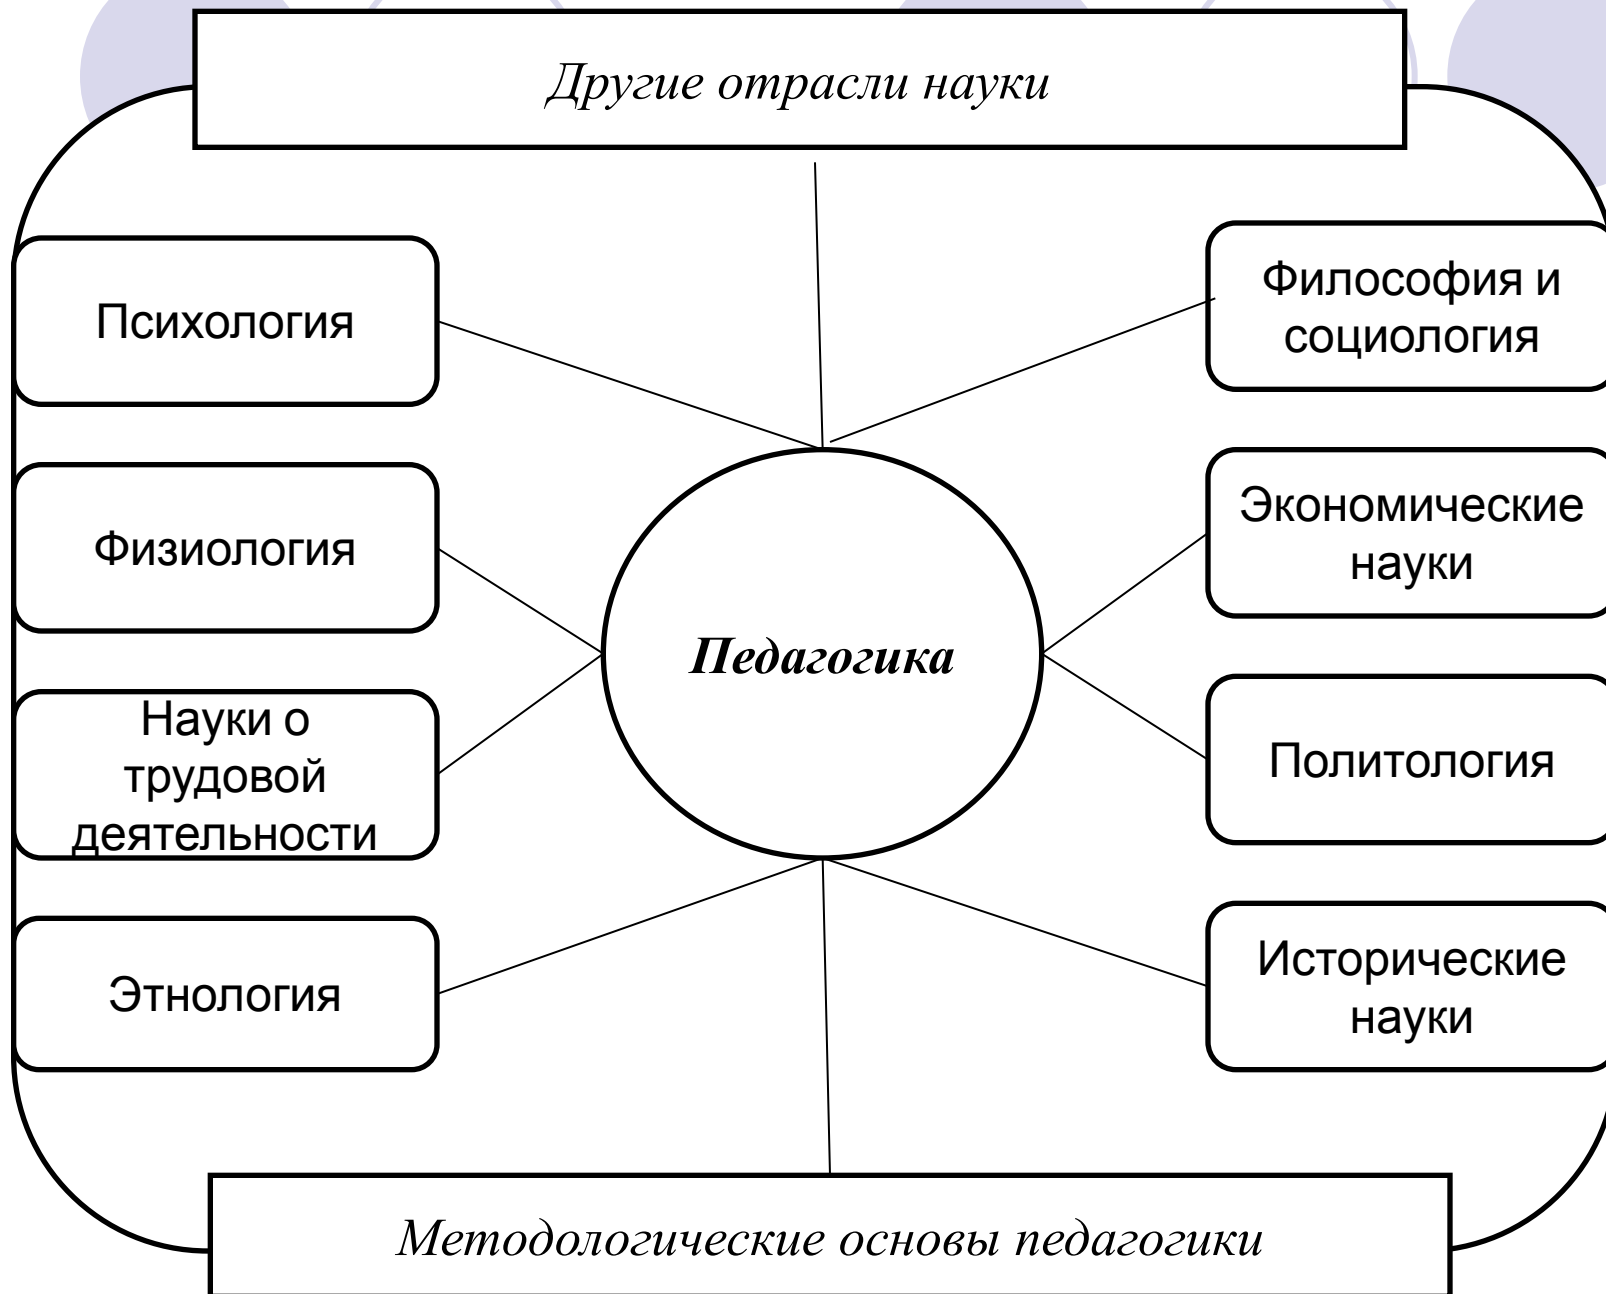 Другие отрасли науки
Психология
Философия и
социология
Физиология
Экономические
науки
Педагогика
Науки о
трудовой
деятельности
Политология
Этнология
Исторические
науки
Методологические основы педагогики